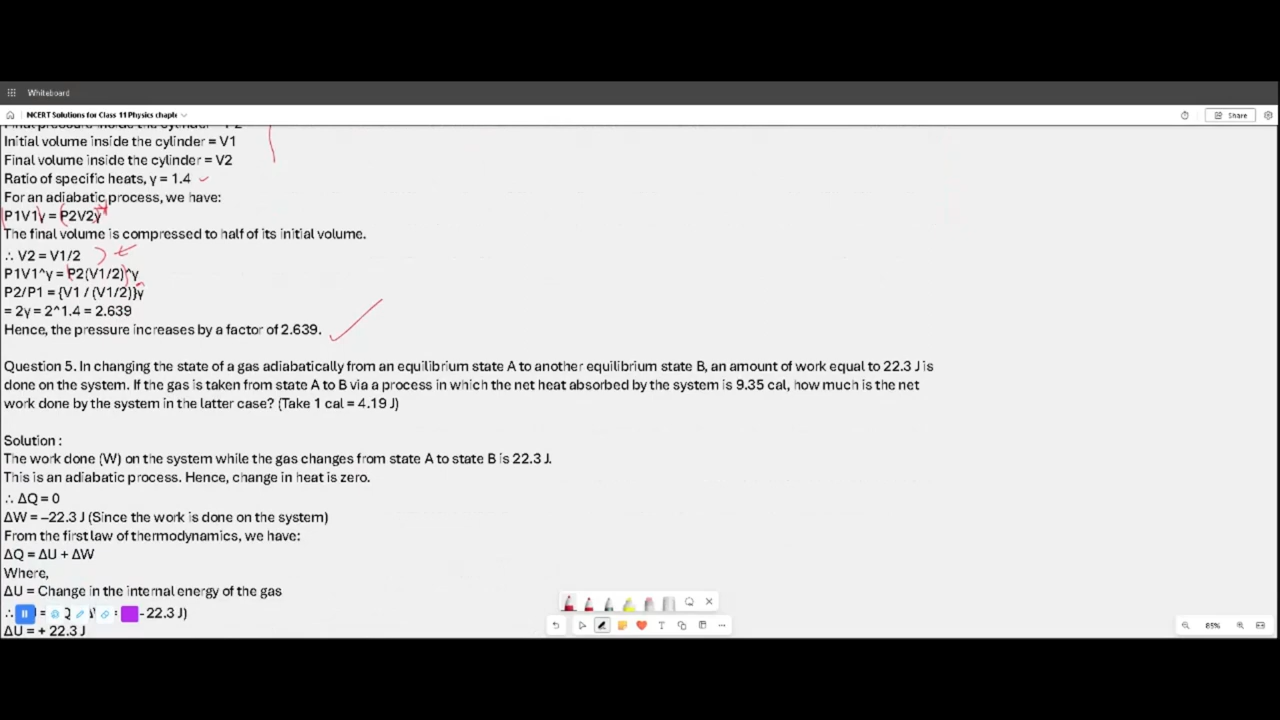 Whiteboard
NCERT Solutions for Class 11 Physics chapte
Share
Final pressure inside the cylinder = P2
Initial volume inside the cylinder = V1
Final volume inside the cylinder = V2
Ratio of specific heats, γ = 1.4
For an adiabatic process, we have:
P1V1γ = P2V2γ
The final volume is compressed to half of its initial volume.
∴ V2 = V1/2
P1V1^γ = P2(V1/2)^γ
P2/P1 = {V1 / (V1/2)}γ
= 2γ = 2^1.4 = 2.639
Hence, the pressure increases by a factor of 2.639.
Question 5. In changing the state of a gas adiabatically from an equilibrium state A to another equilibrium state B, an amount of work equal to 22.3 J is
done on the system. If the gas is taken from state A to B via a process in which the net heat absorbed by the system is 9.35 cal, how much is the net
work done by the system in the latter case? (Take 1 cal = 4.19 J)
Solution :
The work done (W) on the system while the gas changes from state A to state B is 22.3 J.
This is an adiabatic process. Hence, change in heat is zero.
∴ ΔQ = 0
ΔW = –22.3 J (Since the work is done on the system)
From the first law of thermodynamics, we have:
ΔQ = ΔU + ΔW
Where,
ΔU = Change in the internal energy of the gas
∴ = - 22.3 J)
ΔU = + 22.3 J
T
85%